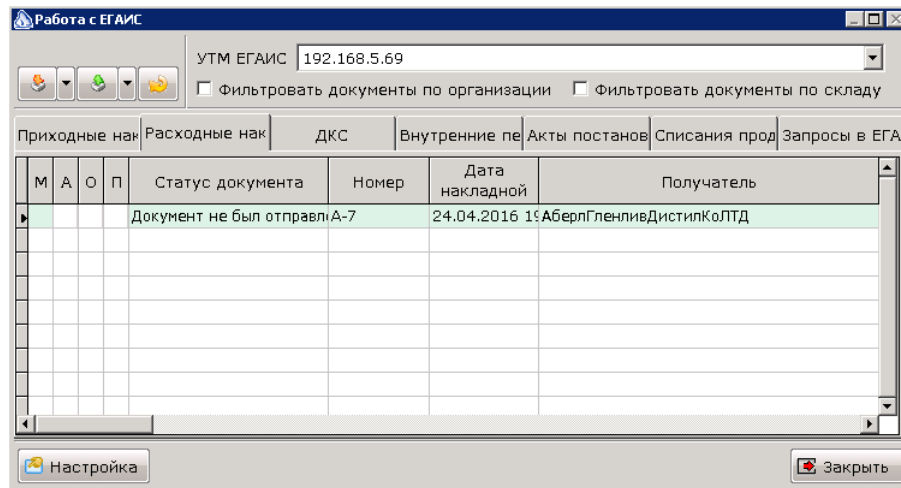 Работа с ЕГАИС
УТМ ЕГАИС 192.168.5.69
Фильтровать документы по организации Фильтровать документы по складу
Приходные нак Расходные нак ДКС Внутренние пе Акты постанов Списания прод Запросы в ЕГА
М А О П Статус документа Номер Дата накладной Получатель
Документ не был отправл А-7 24.04.2016 19 АберлГленливДистилКоЛТД
Настройка Закрыть